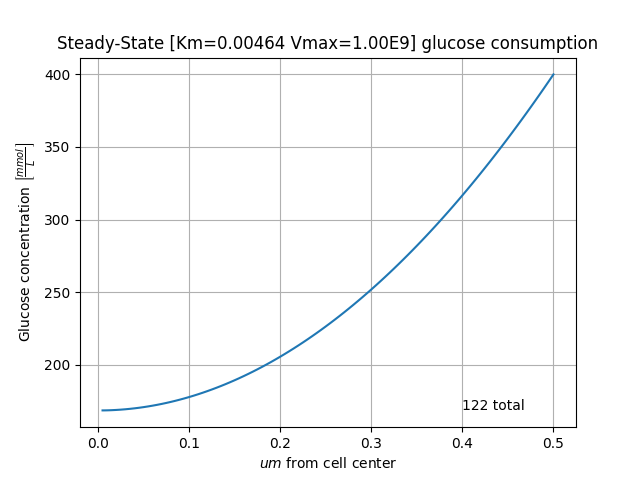 Steady-State [Km=0.00464 Vmax=1.00E9] glucose consumption
400
350
300
250
200
Glucose concentration [mmol/L]
122 total
0.0 0.1 0.2 0.3 0.4 0.5
um from cell center